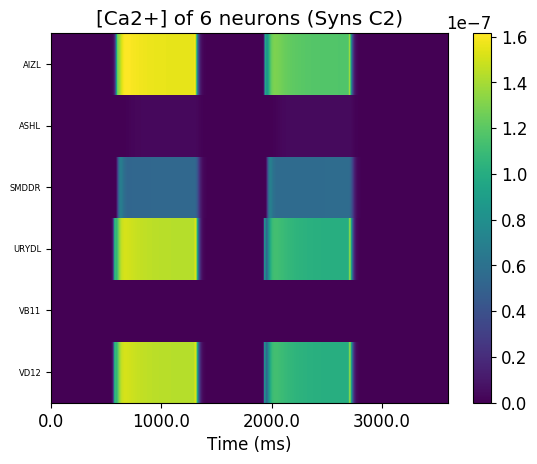 [Ca2+] of 6 neurons (Syns C2)
1e−7
AIZL
ASHL
SMDDR
URYDL
VB11
VD12
0.0
1000.0
2000.0
3000.0
Time (ms)
1.6
1.4
1.2
1.0
0.8
0.6
0.4
0.2
0.0